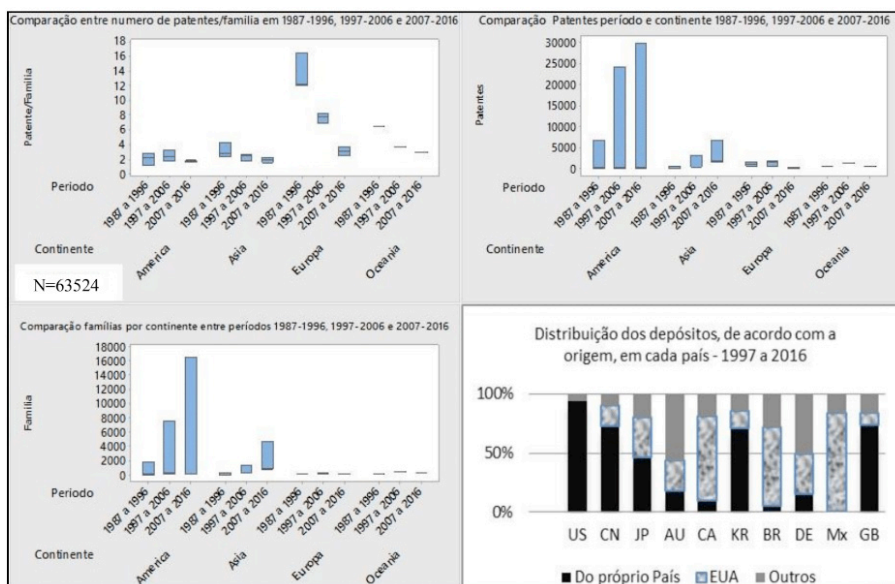 Comparação entre numero de patentes/familia em 1987-1996, 1997-2006 e 2007-2016
18
16
14
12
10
8
6
4
2
0
Patente/Familia
Periodo
1987 a 1996
1997 a 2006
2007 a 2016
1987 a 1996
1997 a 2006
2007 a 2016
1987 a 1996
1997 a 2006
2007 a 2016
1987 a 1996
1997 a 2006
2007 a 2016
Continente
America
Asia
Europa
Oceania
N=63524
Comparação Patentes período e continente 1987-1996, 1997-2006 e 2007-2016
30000
25000
20000
15000
10000
5000
0
Patentes
Periodo
1987 a 1996
1997 a 2006
2007 a 2016
1987 a 1996
1997 a 2006
2007 a 2016
1987 a 1996
1997 a 2006
2007 a 2016
1987 a 1996
1997 a 2006
2007 a 2016
Continente
America
Asia
Europa
Oceania
Comparação famílias por continente entre períodos 1987-1996, 1997-2006 e 2007-2016
18000
16000
14000
12000
10000
8000
6000
4000
2000
0
Familia
Periodo
1987 a 1996
1997 a 2006
2007 a 2016
1987 a 1996
1997 a 2006
2007 a 2016
1987 a 1996
1997 a 2006
2007 a 2016
1987 a 1996
1997 a 2006
2007 a 2016
Continente
America
Asia
Europa
Oceania
Distribuição dos depósitos, de acordo com a
origem, em cada país - 1997 a 2016
100%
50%
0%
US CN JP AU CA KR BR DE Mx GB
Do próprio País EUA Outros